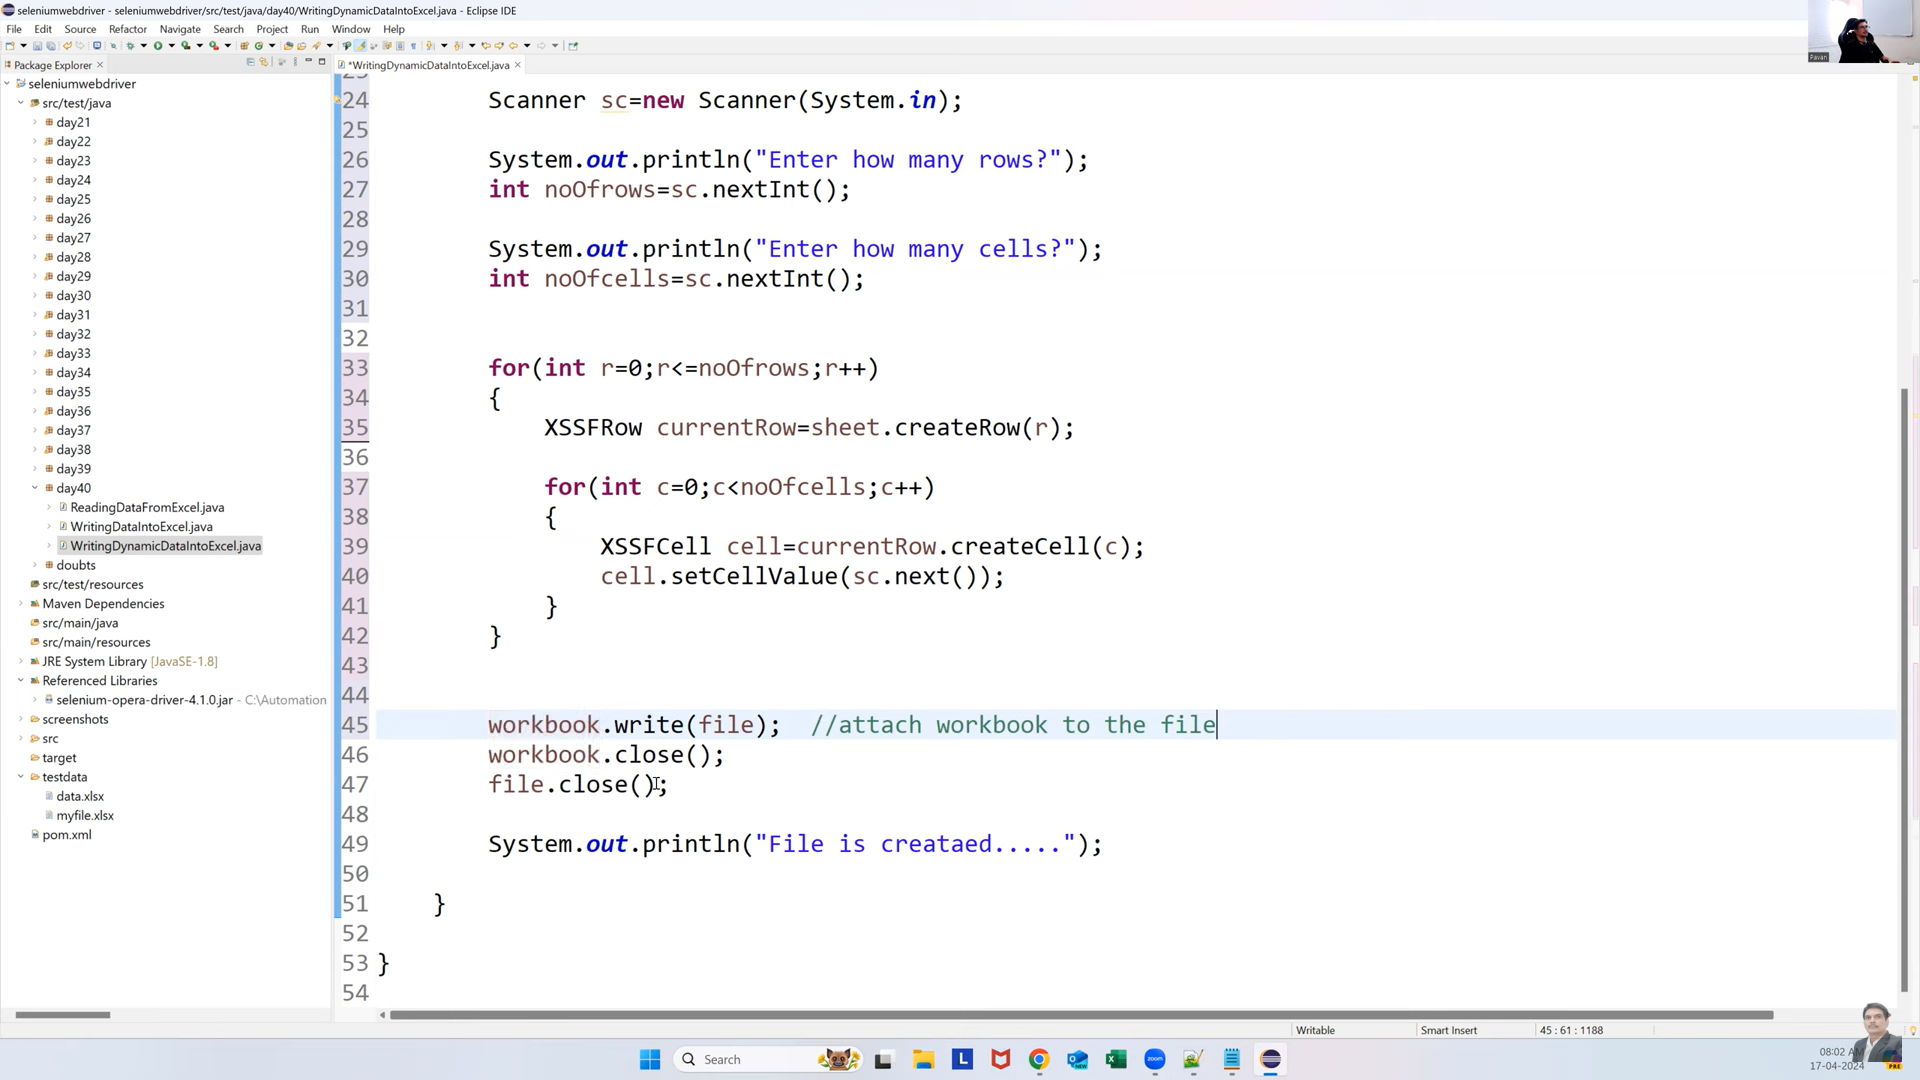 seleniumwebdriver - seleniumwebdriver/src/test/java/day40/WritingDynamicDataIntoExcel.java - Eclipse IDE
File Edit Source Refactor Navigate Search Project Run Window Help
Package Explorer
*WritingDynamicDataIntoExcel.java
Pavan
seleniumwebdriver
src/test/java
day21
day22
day23
day24
day25
day26
day27
day28
day29
day30
day31
day32
day33
day34
day35
day36
day37
day38
day39
day40
ReadingDataFromExcel.java
WritingDataIntoExcel.java
WritingDynamicDataIntoExcel.java
doubts
src/test/resources
Maven Dependencies
src/main/java
src/main/resources
JRE System Library [JavaSE-1.8]
Referenced Libraries
selenium-opera-driver-4.1.0.jar - C:\Automation
screenshots
src
target
testdata
data.xlsx
myfile.xlsx
pom.xml
24 Scanner sc=new Scanner(System.in);
25
26 System.out.println("Enter how many rows?");
27 int noOfrows=sc.nextInt();
28
29 System.out.println("Enter how many cells?");
30 int noOfcells=sc.nextInt();
31
32
33 for(int r=0;r<=noOfrows;r++)
34 {
35 XSSFRow currentRow=sheet.createRow(r);
36
37 for(int c=0;c<noOfcells;c++)
38 {
39 XSSFCell cell=currentRow.createCell(c);
40 cell.setCellValue(sc.next());
41 }
42 }
43
44
45 workbook.write(file); //attach workbook to the file
46 workbook.close();
47 file.close();
48
49 System.out.println("File is creataed.....");
50
51 }
52
53 }
54
Writable Smart Insert 45 : 61 : 1188
Search
08:02 AM
17-04-2024